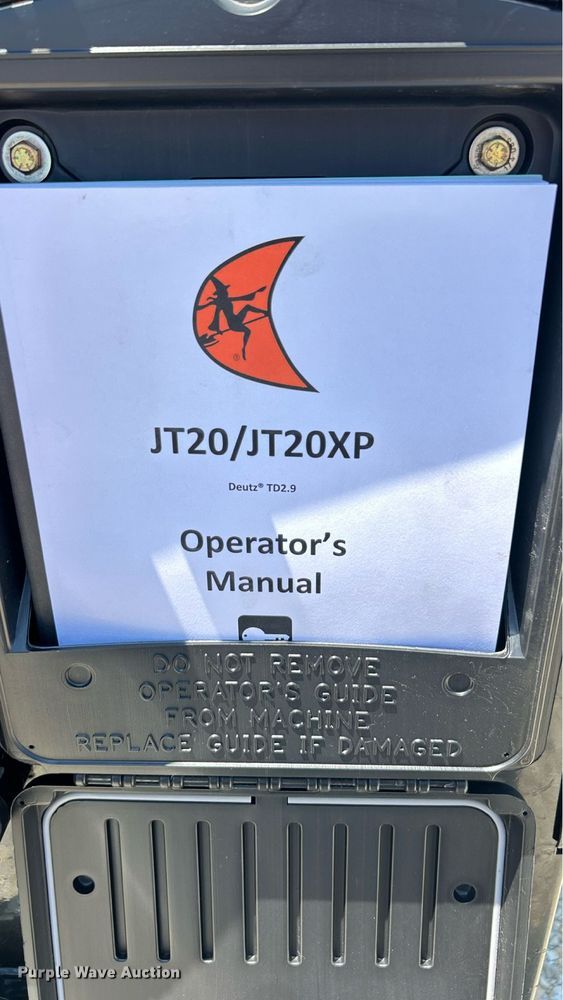 ®
JT20/JT20XP
Deutz® TD2.9
Operator's
Manual
DO NOT REMOVE
OPERATOR'S GUIDE
FROM MACHINE
REPLACE GUIDE IF DAMAGED
Purple Wave Auction